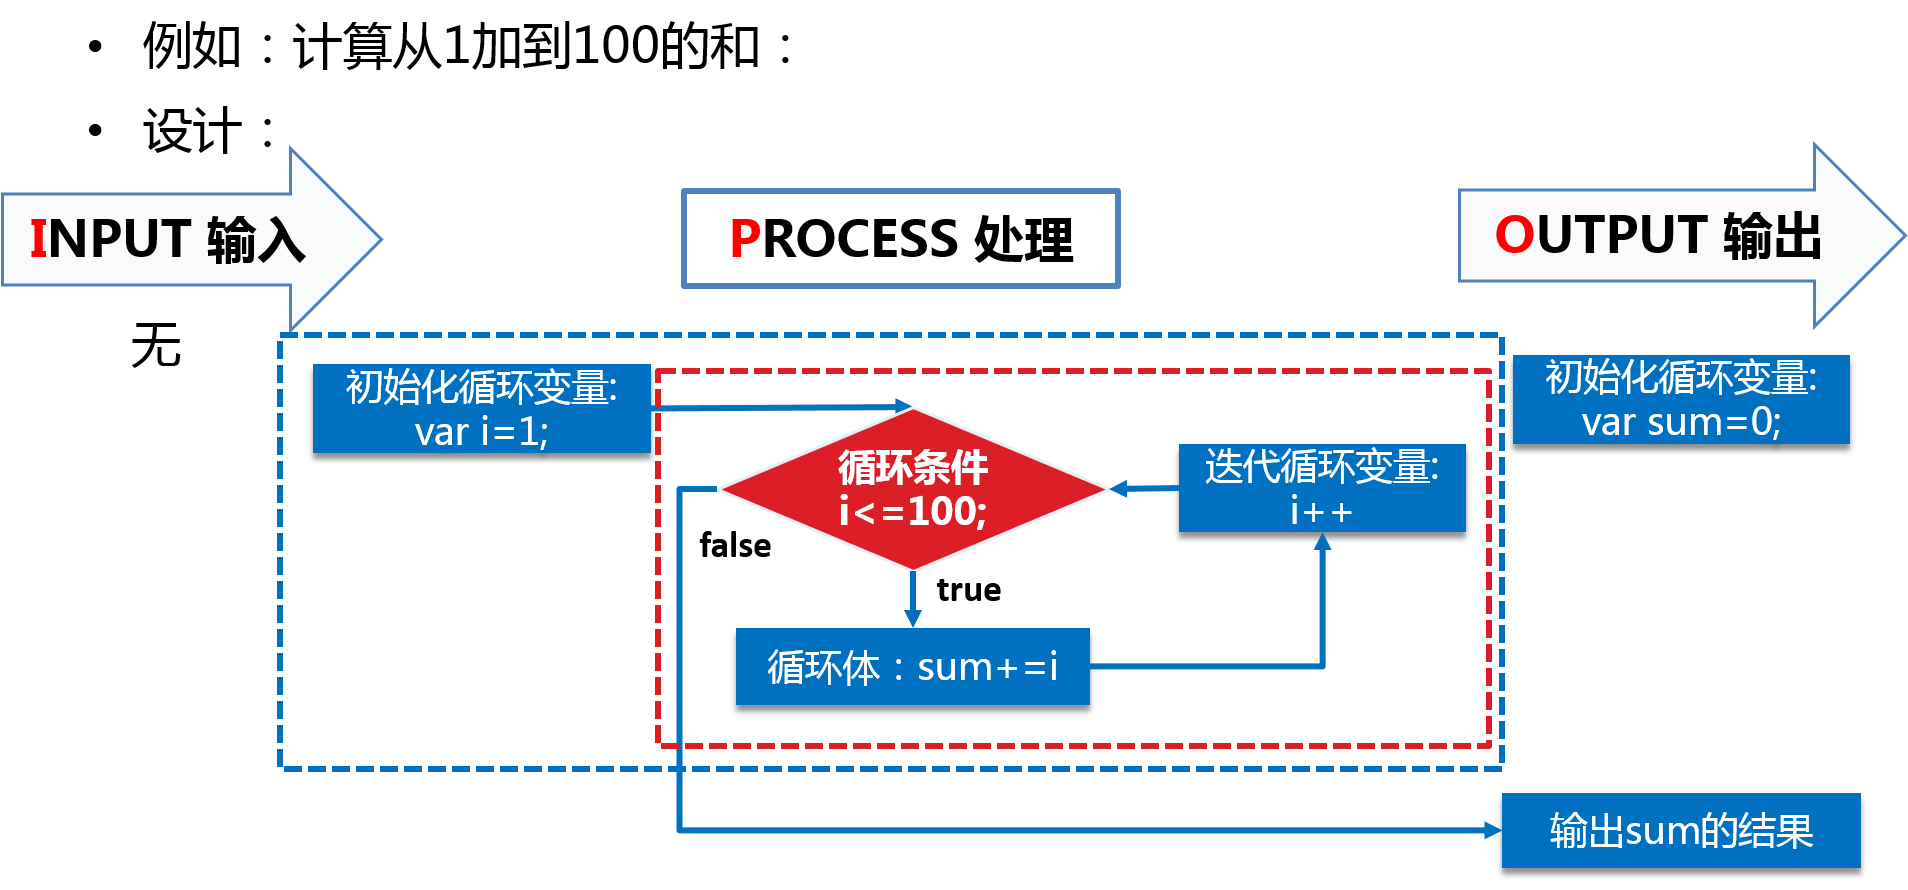 • 例如：计算从1加到100的和：
• 设计：
INPUT 输入
PROCESS 处理
OUTPUT 输出
无
初始化循环变量:
var i=1;
循环条件
i<=100;
迭代循环变量:
i++
初始化循环变量:
var sum=0;
false
true
循环体：sum+=i
输出sum的结果